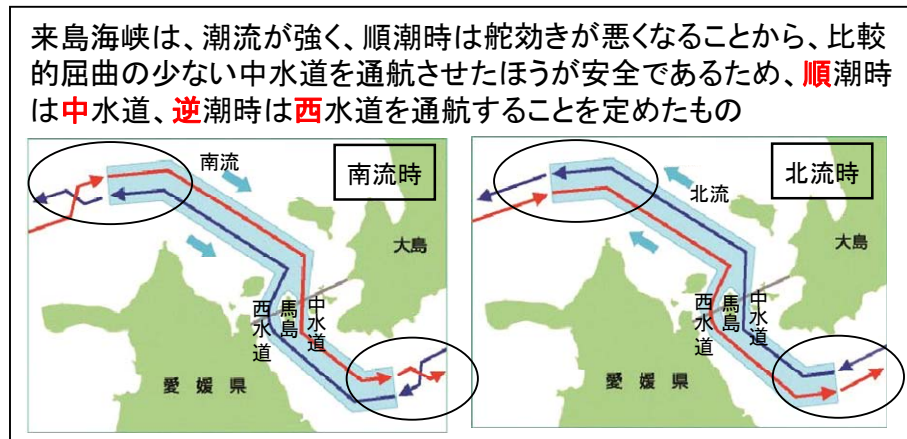 来島海峡は、潮流が強く、順潮時は舵効きが悪くなることから、比較
的屈曲の少ない中水道を通航させたほうが安全であるため、順潮時
は中水道、逆潮時は西水道を通航することを定めたもの
南流
南流時
大島
西水道
馬島
中水道
愛媛県
北流
北流時
大島
西水道
馬島
中水道
愛媛県